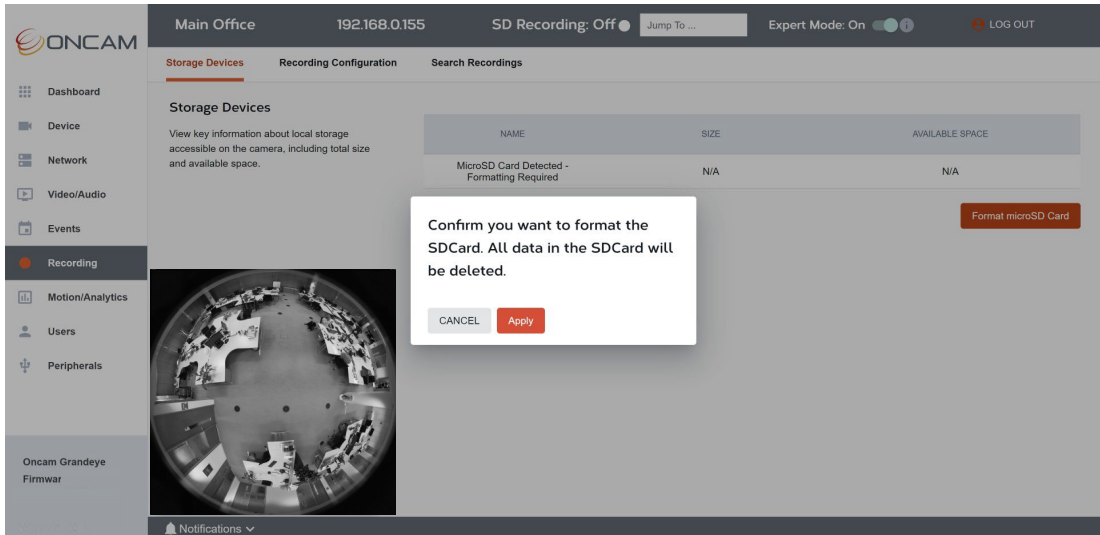 ONCAM
Main Office 192.168.0.155 SD Recording: Off Jump To ... Expert Mode: On LOG OUT
Storage Devices Recording Configuration Search Recordings
Dashboard
Device
Network
Video/Audio
Events
Recording
Motion/Analytics
Users
Peripherals
Oncam Grandeye
Firmwar
Storage Devices
View key information about local storage
accessible on the camera, including total size
and available space.
NAME SIZE AVAILABLE SPACE
MicroSD Card Detected - N/A N/A
Formatting Required
Format microSD Card
Confirm you want to format the
SDCard. All data in the SDCard will
be deleted.
CANCEL Apply
Notifications